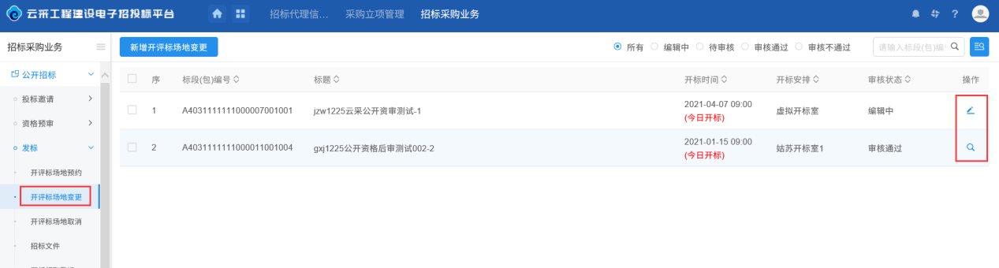 云采工程建设电子招投标平台
招标代理信... 采购立项管理 招标采购业务
招标采购业务
新增开评标场地变更
所有 编辑中 待审核 审核通过 审核不通过
请输入标段(包)编
公开招标
投标邀请
资格预审
发标
开评标场地预约
开评标场地变更
开评标场地取消
招标文件
序 标段(包)编号 标题 开标时间 开标安排 审核状态 操作
1 A4031111111000007001001 jzw1225云采公开资审测试-1 2021-04-07 09:00 虚拟开标室 编辑中
(今日开标)
2 A4031111111000011001004 gxj1225公开资格后审测试002-2 2021-01-15 09:00 姑苏开标室1 审核通过
(今日开标)